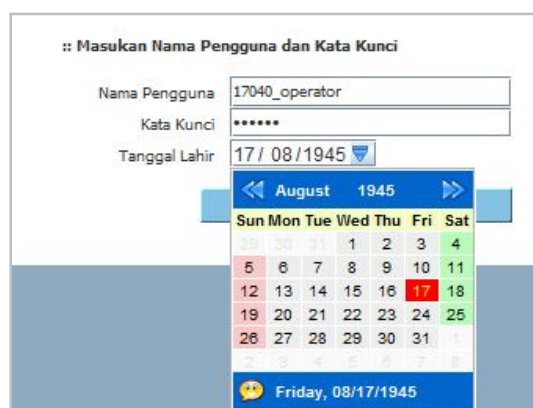 :: Masukan Nama Pengguna dan Kata Kunci
Nama Pengguna 17040_operator
Kata Kunci ••••••
Tanggal Lahir 17/ 08/1945
August 1945
Sun Mon Tue Wed Thu Fri Sat
29 30 31 1 2 3 4
5 6 7 8 9 10 11
12 13 14 15 16 17 18
19 20 21 22 23 24 25
26 27 28 29 30 31 1
2 3 4 5 6 7 8
Friday, 08/17/1945